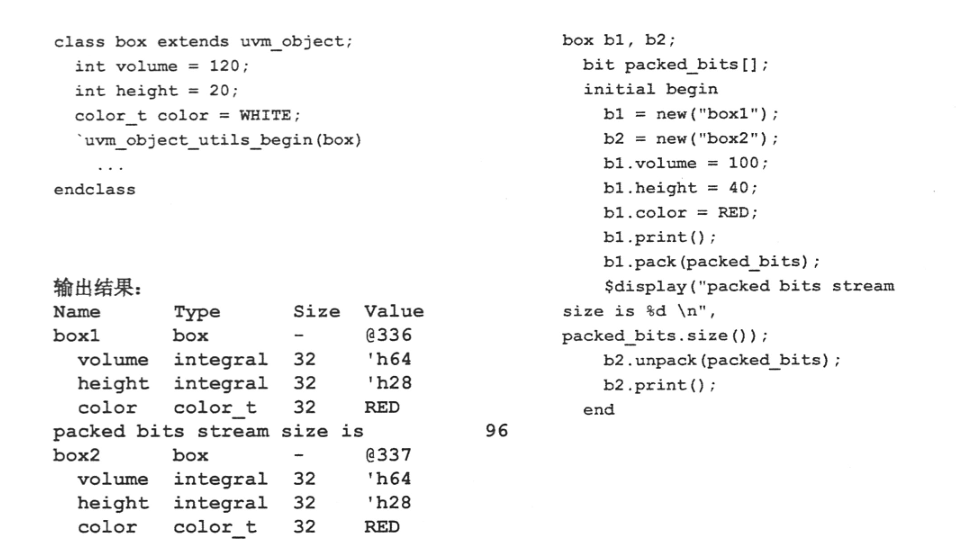 class box extends uvm_object;
int volume = 120;
int height = 20;
color_t color = WHITE;
`uvm_object_utils_begin(box)
...
endclass
输出结果:
Name Type Size Value
box1 box - @336
volume integral 32 'h64
height integral 32 'h28
color color_t 32 RED
packed bits stream size is 96
box2 box - @337
volume integral 32 'h64
height integral 32 'h28
color color_t 32 RED
box b1, b2;
bit packed_bits[];
initial begin
b1 = new("box1");
b2 = new("box2");
b1.volume = 100;
b1.height = 40;
b1.color = RED;
b1.print();
b1.pack(packed_bits);
$display("packed bits stream
size is %d \n",
packed_bits.size());
b2.unpack(packed_bits);
b2.print();
end